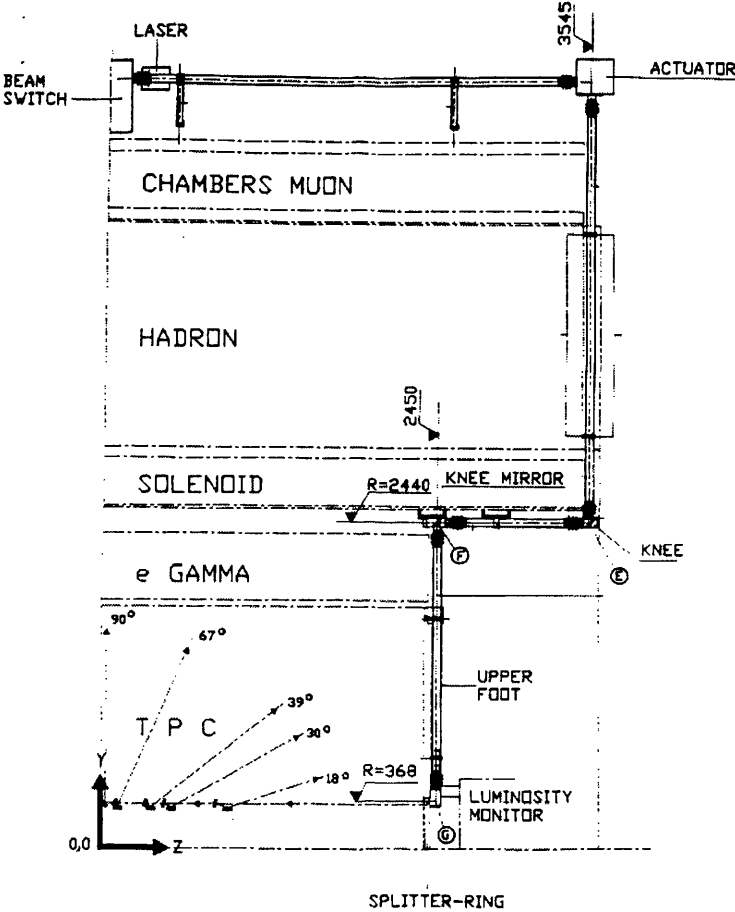 LASER
3545
BEAM
SWITCH
ACTUATOR
CHAMBERS MUON
HADRON
2450
SOLENOID
R=2440
KNEE MIRROR
F
KNEE
E
e GAMMA
90°
67°
UPPER
FOOT
39°
T P C
30°
Y
18°
R=368
LUMINOSITY
MONITOR
G
0,0
Z
SPLITTER-RING